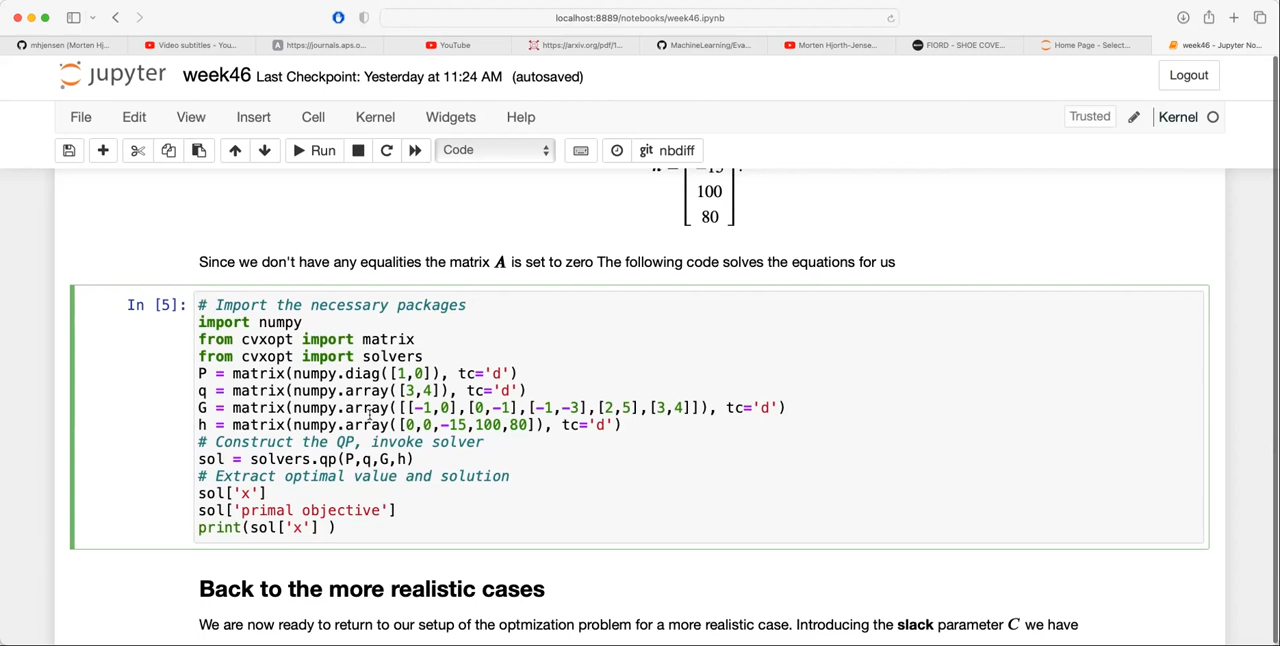 localhost:8889/notebooks/week46.ipynb
mhjensen (Morten Hj...
Video subtitles - You...
https://journals.aps.o...
YouTube
https://arxiv.org/pdf/1...
MachineLearning/Eva...
Morten Hjorth-Jense...
FIORD - SHOE COVE...
Home Page - Select...
week46 - Jupyter No...
jupyter week46 Last Checkpoint: Yesterday at 11:24 AM (autosaved)
Logout
File Edit View Insert Cell Kernel Widgets Help
Trusted
Kernel
Run
Code
git nbdiff
100
80
Since we don't have any equalities the matrix A is set to zero The following code solves the equations for us
In [5]:
# Import the necessary packages
import numpy
from cvxopt import matrix
from cvxopt import solvers
P = matrix(numpy.diag([1,0]), tc='d')
q = matrix(numpy.array([3,4]), tc='d')
G = matrix(numpy.array([[-1,0],[0,-1],[-1,-3],[2,5],[3,4]]), tc='d')
h = matrix(numpy.array([0,0,-15,100,80]), tc='d')
# Construct the QP, invoke solver
sol = solvers.qp(P,q,G,h)
# Extract optimal value and solution
sol['x']
sol['primal objective']
print(sol['x'] )
Back to the more realistic cases
We are now ready to return to our setup of the optmization problem for a more realistic case. Introducing the slack parameter C we have